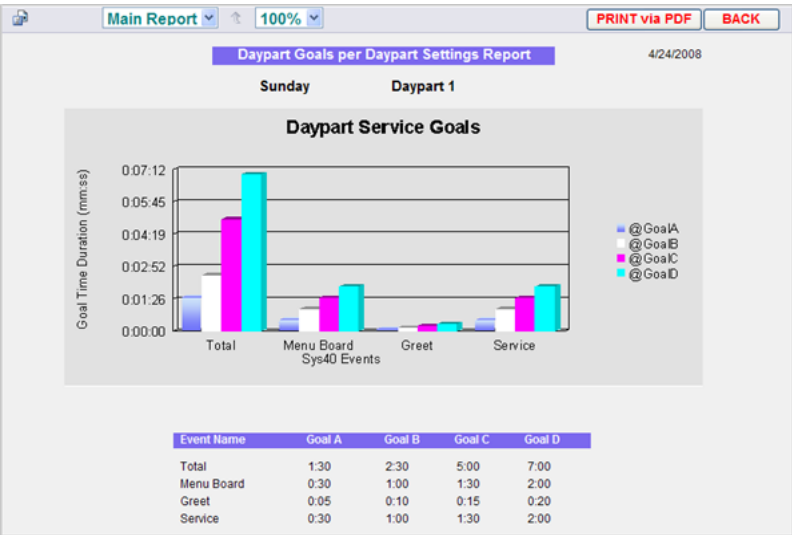 Main Report 100% PRINT via PDF BACK
Daypart Goals per Daypart Settings Report 4/24/2008
Sunday Daypart 1
Daypart Service Goals
Goal Time Duration (mm:ss)
0:07:12
0:05:45
0:04:19
0:02:52
0:01:26
0:00:00
@GoalA
@GoalB
@GoalC
@GoalD
Total Menu Board Greet Service
Sys40 Events
Event Name Goal A Goal B Goal C Goal D
Total 1:30 2:30 5:00 7:00
Menu Board 0:30 1:00 1:30 2:00
Greet 0:05 0:10 0:15 0:20
Service 0:30 1:00 1:30 2:00